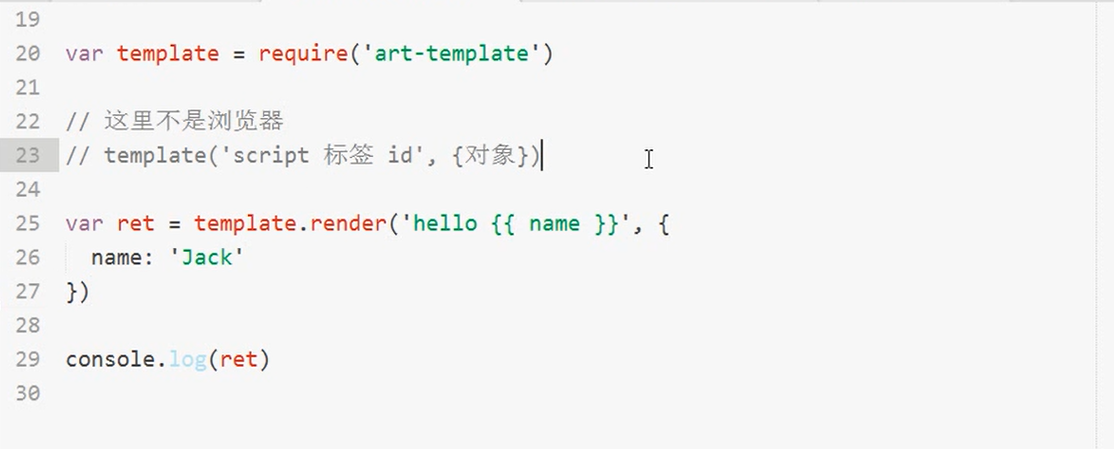 19
20 var template = require('art-template')
21
22 // 这里不是浏览器
23 // template('script 标签 id', {对象})
24
25 var ret = template.render('hello {{ name }}', {
26   name: 'Jack'
27 })
28
29 console.log(ret)
30